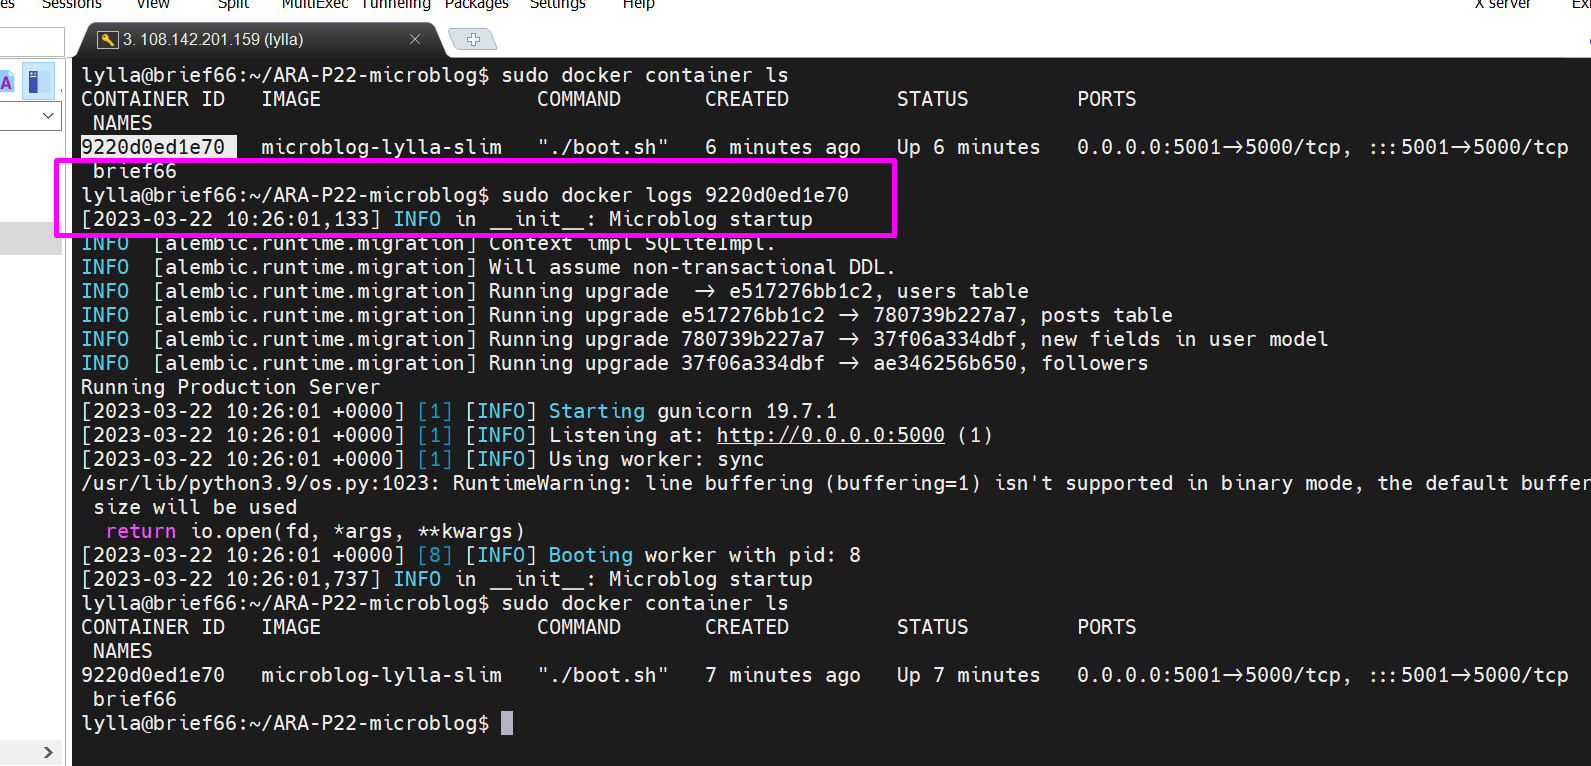 es Sessions View Split MultiExec Tunneling Packages Settings Help X server
3. 108.142.201.159 (lylla)
A
lylla@brief66:~/ARA-P22-microblog$ sudo docker container ls
CONTAINER ID   IMAGE                  COMMAND       CREATED         STATUS         PORTS
 NAMES
9220d0ed1e70   microblog-lylla-slim   "./boot.sh"   6 minutes ago   Up 6 minutes   0.0.0.0:5001->5000/tcp, :::5001->5000/tcp
 brief66
lylla@brief66:~/ARA-P22-microblog$ sudo docker logs 9220d0ed1e70
[2023-03-22 10:26:01,133] INFO in __init__: Microblog startup
INFO  [alembic.runtime.migration] Context impl SQLiteImpl.
INFO  [alembic.runtime.migration] Will assume non-transactional DDL.
INFO  [alembic.runtime.migration] Running upgrade  -> e517276bb1c2, users table
INFO  [alembic.runtime.migration] Running upgrade e517276bb1c2 -> 780739b227a7, posts table
INFO  [alembic.runtime.migration] Running upgrade 780739b227a7 -> 37f06a334dbf, new fields in user model
INFO  [alembic.runtime.migration] Running upgrade 37f06a334dbf -> ae346256b650, followers
Running Production Server
[2023-03-22 10:26:01 +0000] [1] [INFO] Starting gunicorn 19.7.1
[2023-03-22 10:26:01 +0000] [1] [INFO] Listening at: http://0.0.0.0:5000 (1)
[2023-03-22 10:26:01 +0000] [1] [INFO] Using worker: sync
/usr/lib/python3.9/os.py:1023: RuntimeWarning: line buffering (buffering=1) isn't supported in binary mode, the default buffer
 size will be used
  return io.open(fd, *args, **kwargs)
[2023-03-22 10:26:01 +0000] [8] [INFO] Booting worker with pid: 8
[2023-03-22 10:26:01,737] INFO in __init__: Microblog startup
lylla@brief66:~/ARA-P22-microblog$ sudo docker container ls
CONTAINER ID   IMAGE                  COMMAND       CREATED         STATUS         PORTS
 NAMES
9220d0ed1e70   microblog-lylla-slim   "./boot.sh"   7 minutes ago   Up 7 minutes   0.0.0.0:5001->5000/tcp, :::5001->5000/tcp
 brief66
lylla@brief66:~/ARA-P22-microblog$